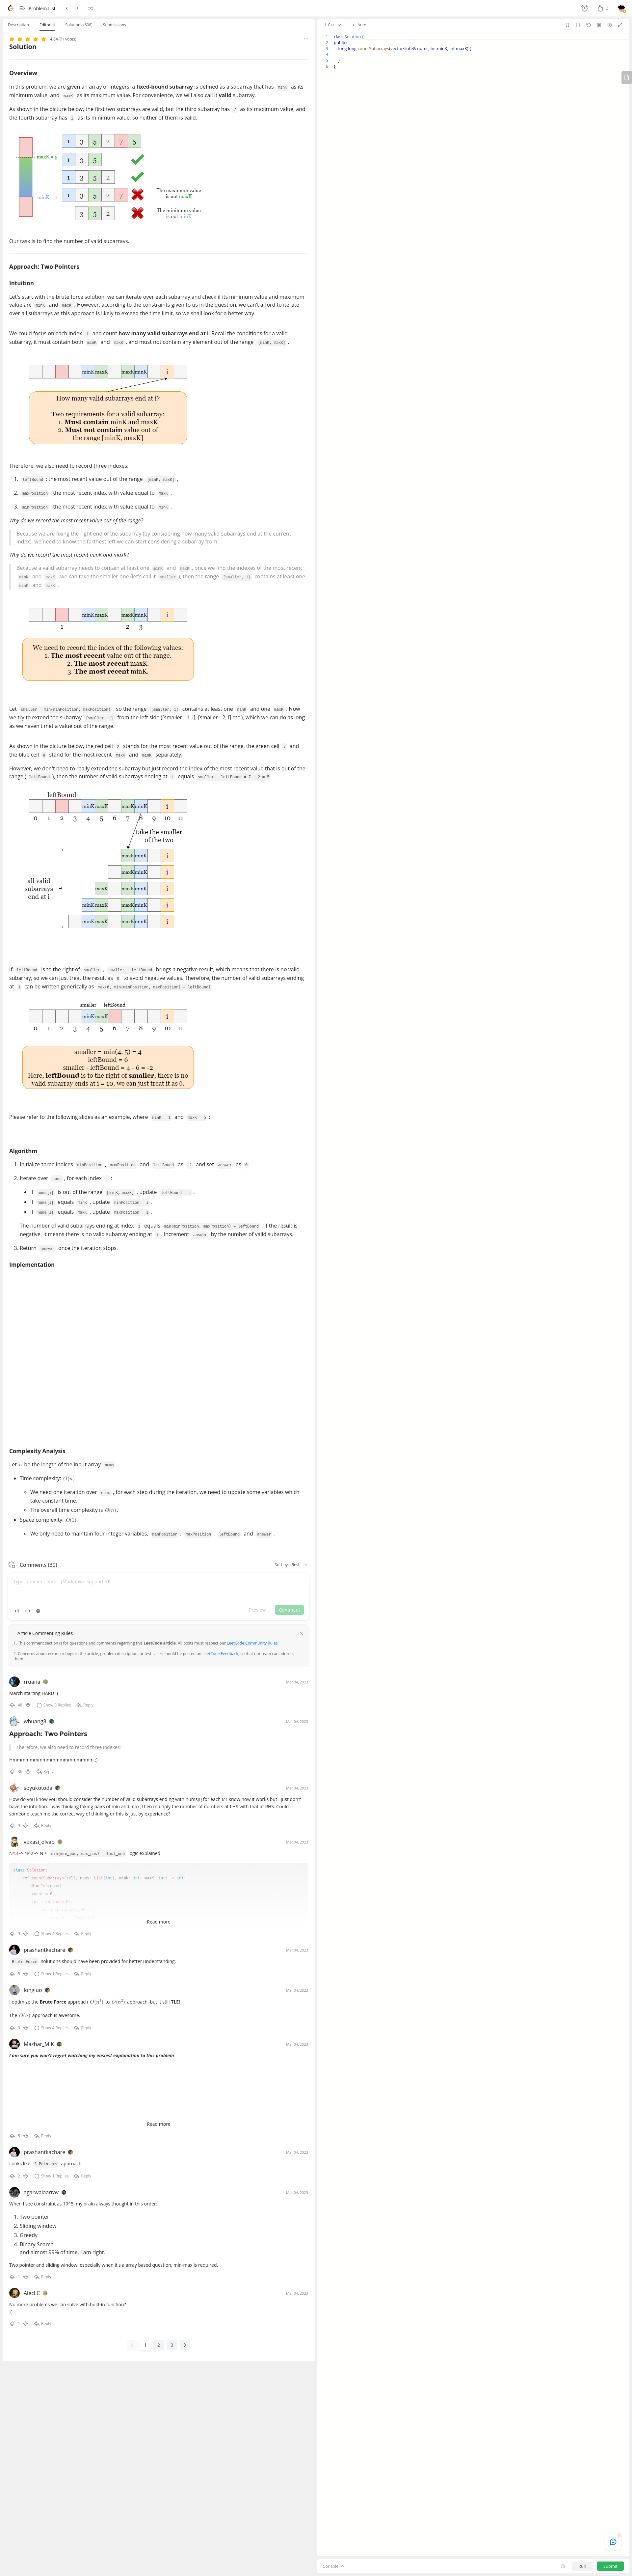 Problem List
0
Description
Editorial
Solutions (608)
Submissions
4.84 (71 votes)
Solution
Overview
In this problem, we are given an array of integers, a fixed-bound subarray is defined as a subarray that has minK as its
minimum value, and maxK as its maximum value. For convenience, we will also call it valid subarray.
As shown in the picture below, the first two subarrays are valid, but the third subarray has 7 as its maximum value, and
the fourth subarray has 2 as its minimum value, so neither of them is valid.
1 3 5 2 7 5
maxK = 5
1 3 5
1 3 5 2
minK = 1
1 3 5 2 7
The maximum value
is not maxK
3 5 2
The minimum value
is not minK
Our task is to find the number of valid subarrays.
Approach: Two Pointers
Intuition
Let's start with the brute force solution: we can iterate over each subarray and check if its minimum value and maximum
value are minK and maxK. However, according to the constraints given to us in the question, we can't afford to iterate
over all subarrays as this approach is likely to exceed the time limit, so we shall look for a better way.
We could focus on each index i and count how many valid subarrays end at i. Recall the conditions for a valid
subarray, it must contain both minK and maxK, and must not contain any element out of the range [minK, maxK].
minK maxK maxK minK i
How many valid subarrays end at i?
Two requirements for a valid subarray:
1. Must contain minK and maxK
2. Must not contain value out of
the range [minK, maxK]
Therefore, we also need to record three indexes:
1. leftBound : the most recent value out of the range [minK, maxK],
2. maxPosition : the most recent index with value equal to maxK.
3. minPosition : the most recent index with value equal to minK.
Why do we record the most recent value out of the range?
Because we are fixing the right end of the subarray (by considering how many valid subarrays end at the current
index), we need to know the farthest left we can start considering a subarray from.
Why do we record the most recent minK and maxK?
Because a valid subarray needs to contain at least one minK and maxK, once we find the indexes of the most recent
minK and maxK, we can take the smaller one (let's call it smaller), then the range [smaller, i] contains at least one
minK and maxK.
minK maxK maxK minK i
1 2 3
We need to record the index of the following values:
1. The most recent value out of the range.
2. The most recent maxK.
3. The most recent minK.
Let smaller = min(minPosition, maxPosition), so the range [smaller, i] contains at least one minK and one maxK. Now
we try to extend the subarray [smaller, i] from the left side ([smaller - 1, i], [smaller - 2, i] etc.), which we can do as long
as we haven't met a value out of the range.
As shown in the picture below, the red cell 2 stands for the most recent value out of the range, the green cell 7 and
the blue cell 8 stand for the most recent maxK and minK separately.
However, we don't need to really extend the subarray but just record the index of the most recent value that is out of the
range (leftBound), then the number of valid subarrays ending at i equals smaller - leftBound = 7 - 2 = 5.
leftBound
minK maxK maxK minK i
0 1 2 3 4 5 6 7 8 9 10 11
take the smaller
of the two
maxK minK i
maxK minK i
all valid
subarrays
end at i
maxK maxK minK i
minK maxK maxK minK i
minK maxK maxK minK i
If leftBound is to the right of smaller, smaller - leftBound brings a negative result, which means that there is no valid
subarray, so we can just treat the result as 0 to avoid negative values. Therefore, the number of valid subarrays ending
at i can be written generically as max(0, min(minPosition, maxPosition) - leftBound).
smaller leftBound
minK maxK i
0 1 2 3 4 5 6 7 8 9 10 11
smaller = min(4, 5) = 4
leftBound = 6
smaller - leftBound = 4 - 6 = -2
Here, leftBound is to the right of smaller, there is no
valid subarray ends at i = 10, we can just treat it as 0.
Please refer to the following slides as an example, where minK = 1 and maxK = 5 :
Algorithm
1. Initialize three indices minPosition, maxPosition and leftBound as -1 and set answer as 0.
2. Iterate over nums, for each index i :
If nums[i] is out of the range [minK, maxK], update leftBound = i.
If nums[i] equals minK, update minPosition = i.
If nums[i] equals maxK, update maxPosition = i.
The number of valid subarrays ending at index i equals min(minPosition, maxPosition) - leftBound. If the result is
negative, it means there is no valid subarray ending at i. Increment answer by the number of valid subarrays.
3. Return answer once the iteration stops.
Implementation
Complexity Analysis
Let n be the length of the input array nums.
Time complexity: O(n)
We need one iteration over nums, for each step during the iteration, we need to update some variables which
take constant time.
The overall time complexity is O(n).
Space complexity: O(1)
We only need to maintain four integer variables, minPosition, maxPosition, leftBound and answer.
Comments (30)
Sort by: Best
Type comment here... (Markdown supported)
Preview
Comment
Article Commenting Rules
1. This comment section is for questions and comments regarding this LeetCode article. All posts must respect our LeetCode Community Rules.
2. Concerns about errors or bugs in the article, problem description, or test cases should be posted on LeetCode Feedback, so that our team can address
them.
rruana
Mar 04, 2023
March starting HARD :)
Show 3 Replies
Reply
whuang8
Mar 04, 2023
Approach: Two Pointers
Therefore, we also need to record three indexes:
Reply
soyukotoda
Mar 04, 2023
How do you know you should consider the number of valid subarrays ending with nums[i] for each i? I know how it works but I just don't
have the intuition. I was thinking taking pairs of min and max, then multiply the number of numbers at LHS with that at RHS. Could
someone teach me the correct way of thinking or this is just by experience?
Reply
vokasi_olvap
Mar 04, 2023
N^3 -> N^2 -> N + min(min_pos, max_pos) - last_oob logic explained
class Solution:
def countSubarrays(self, nums: List[int], minK: int, maxK: int) -> int:
N = len(nums)
count = 0
Read more
Reply
prashantkachare
Mar 04, 2023
Brute Force solutions should have been provided for better understanding.
Show 1 Replies
Reply
longluo
Mar 04, 2023
I optimize the Brute Force approach O(n³) to O(n²) approach, but it still TLE!
The O(n) approach is awesome.
Reply
Mazhar_MIK
Mar 04, 2023
I am sure you won't regret watching my easiest explanation to this problem
Read more
Reply
prashantkachare
Mar 04, 2023
Looks like 3 Pointers approach.
Show 1 Replies
Reply
agarwalaarrav
Mar 04, 2023
When I see constraint as 10^5, my brain always thought in this order:
1. Two pointer
2. Sliding window
3. Greedy
4. Binary Search
and almost 99% of time, I am right.
Two pointer and sliding window, especially when it's a array based question, min-max is required.
Reply
AlecLC
Mar 04, 2023
No more problems we can solve with built-in function?
:(
Reply
1 2 3
C++
Auto
1 class Solution {
2 public:
3 long long countSubarrays(vector<int>& nums, int minK, int maxK) {
4
5 }
6 };
Console
Run
Submit